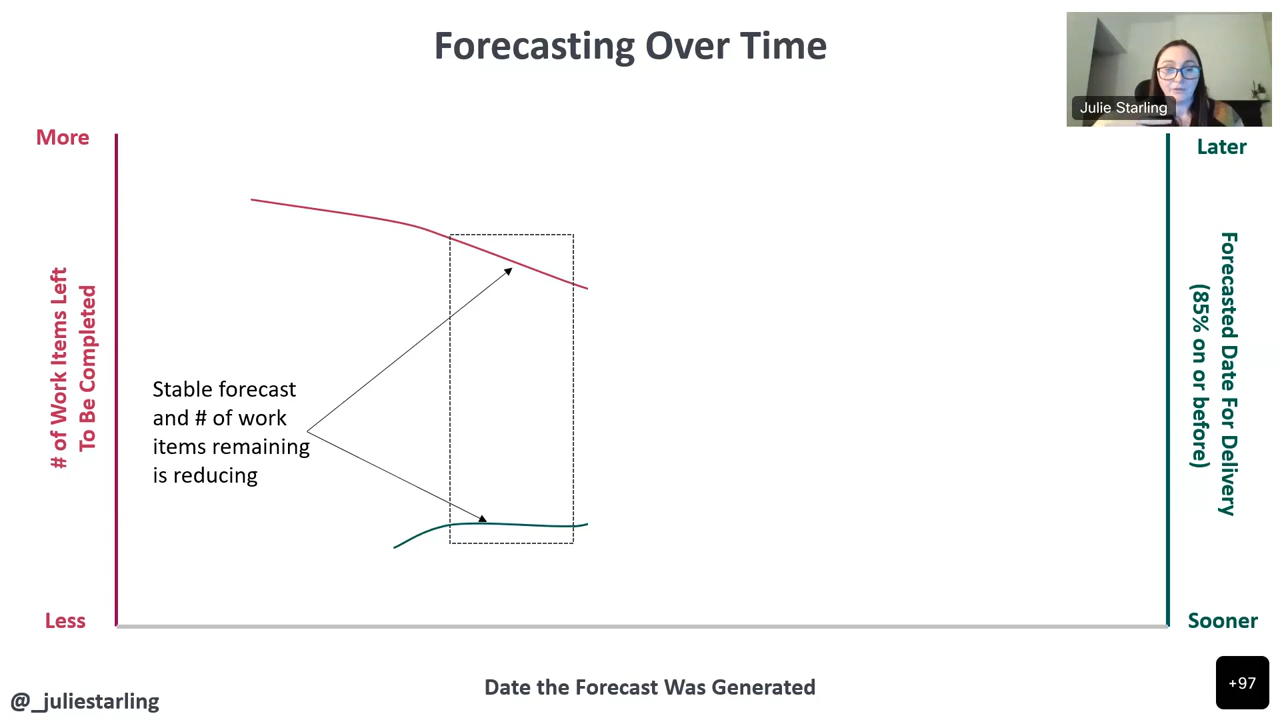 Forecasting Over Time
Julie Starling
More
Later
# of Work Items Left
To Be Completed
Forecasted Date For Delivery
(85% on or before)
Stable forecast
and # of work
items remaining
is reducing
Less
Sooner
Date the Forecast Was Generated
@_juliestarling
+97